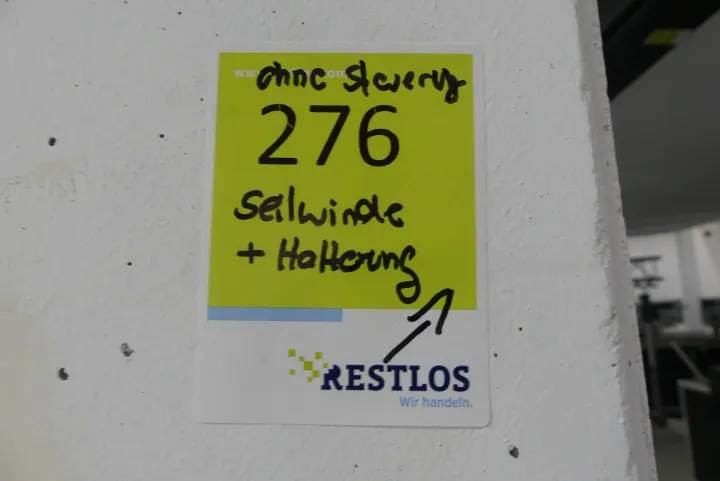 ohne Steuerung
276
Seilwinde
+ Halterung
RESTLOS
Wir handeln.